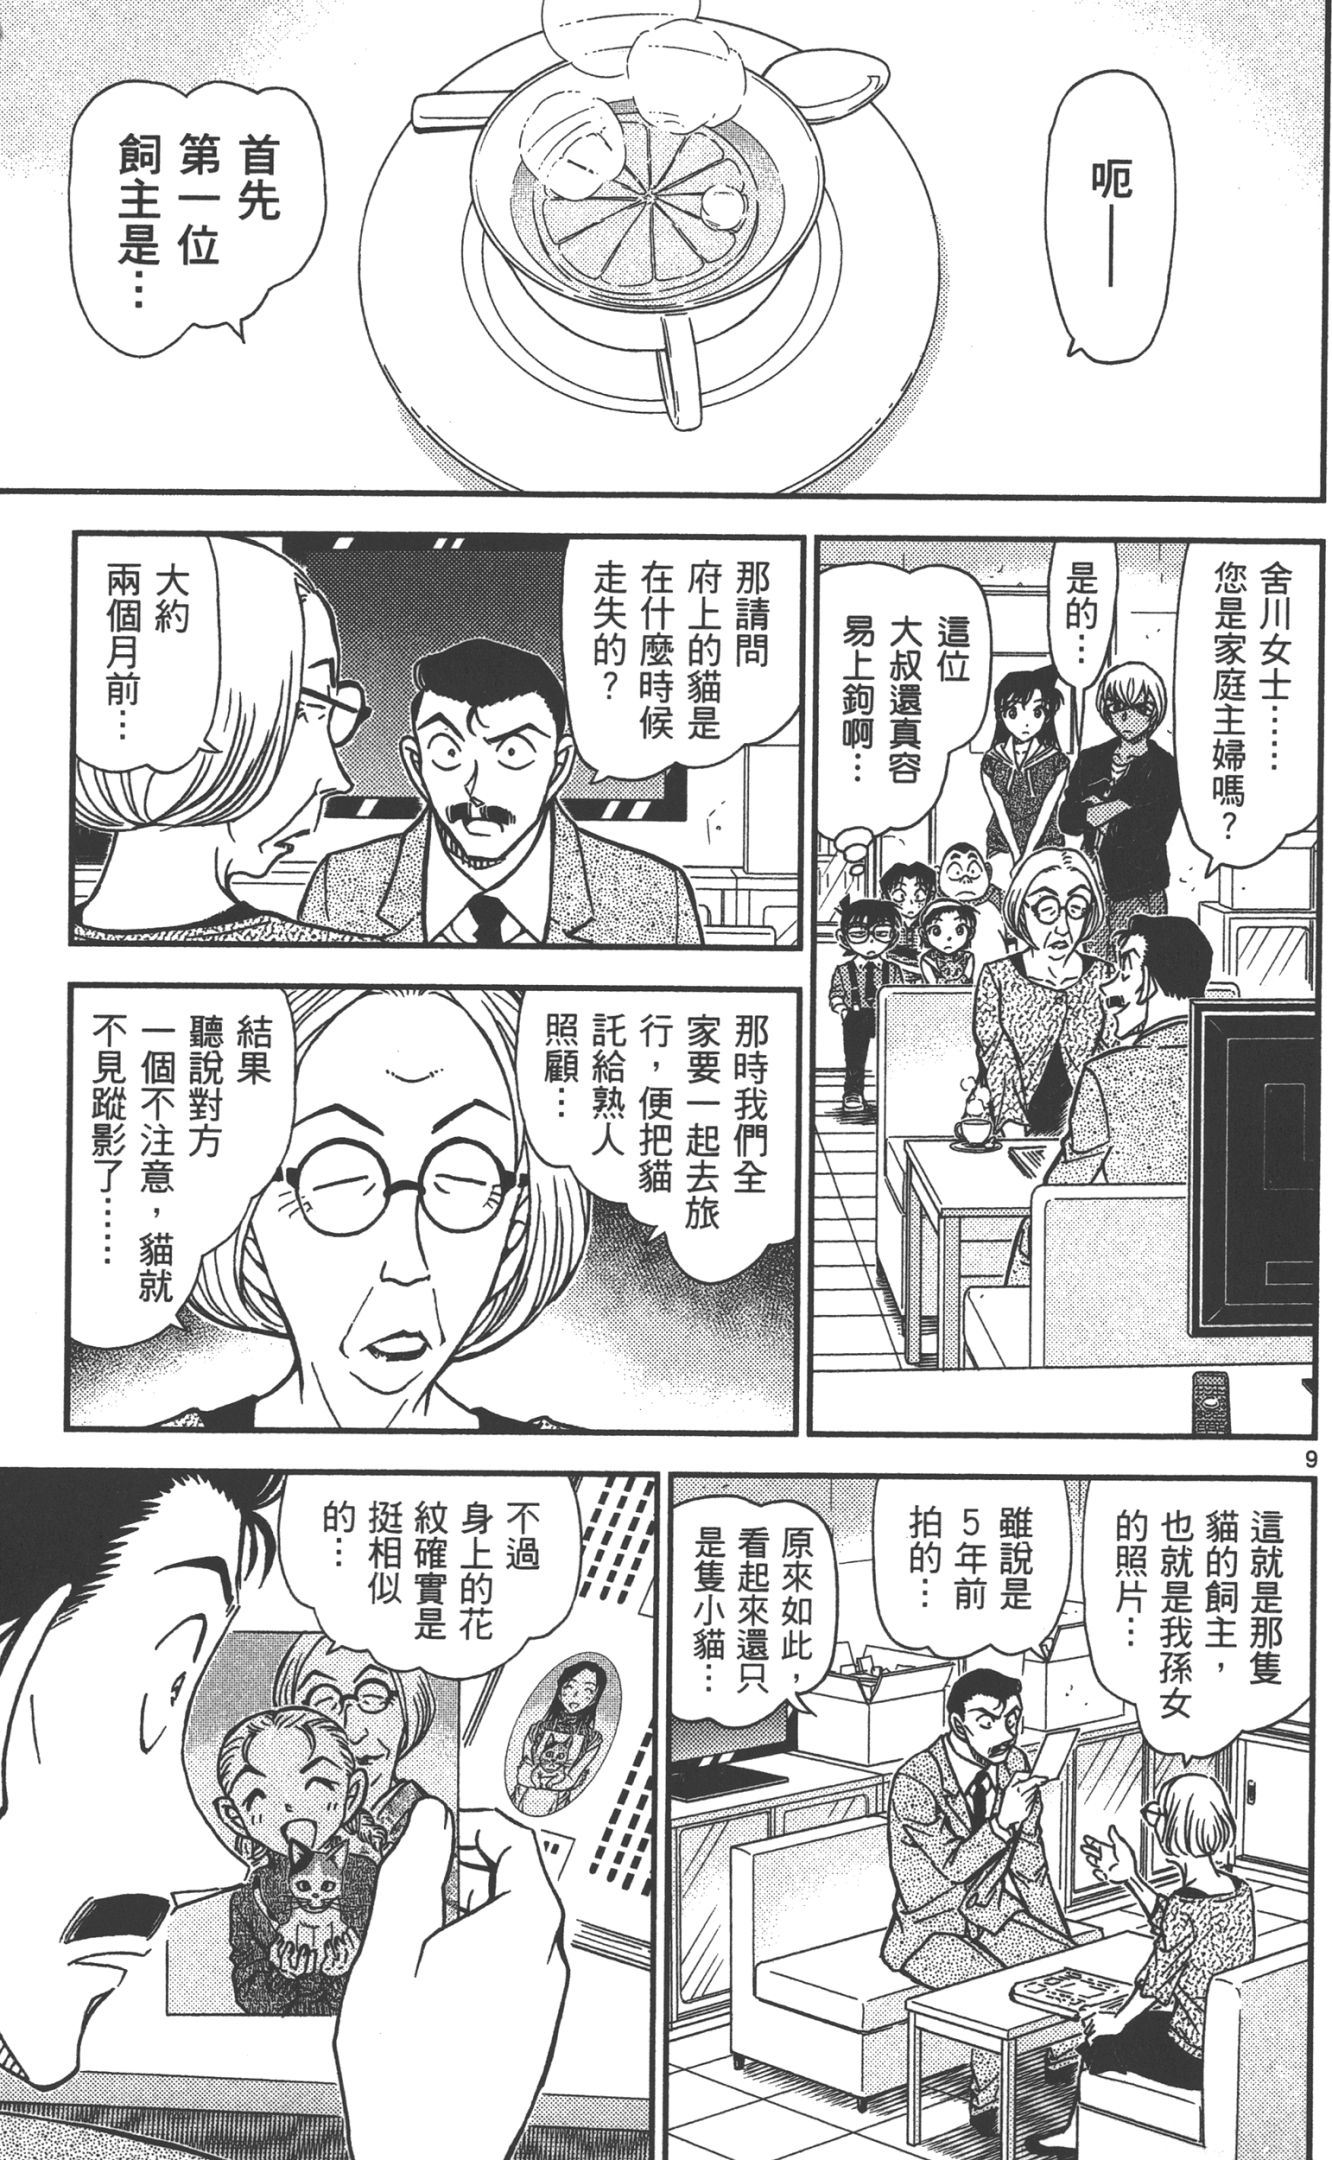 呃——
首先
第一位
飼主是…
舍川女士……
您是家庭主婦嗎？
是的…
這位
大叔還真容
易上鉤啊…
那請問
府上的貓是
在什麼時候
走失的？
大約
兩個月前…
那時我們全
家要一起去旅
行，便把貓
託給熟人
照顧…
結果
聽說對方
一個不注意，貓就
不見蹤影了……
9
這就是那隻
貓的飼主，
也就是我孫女
的照片…
雖說是
5年前
拍的…
原來如此，
看起來還只
是隻小貓…
不過
身上的花
紋確實是
挺相似
的…